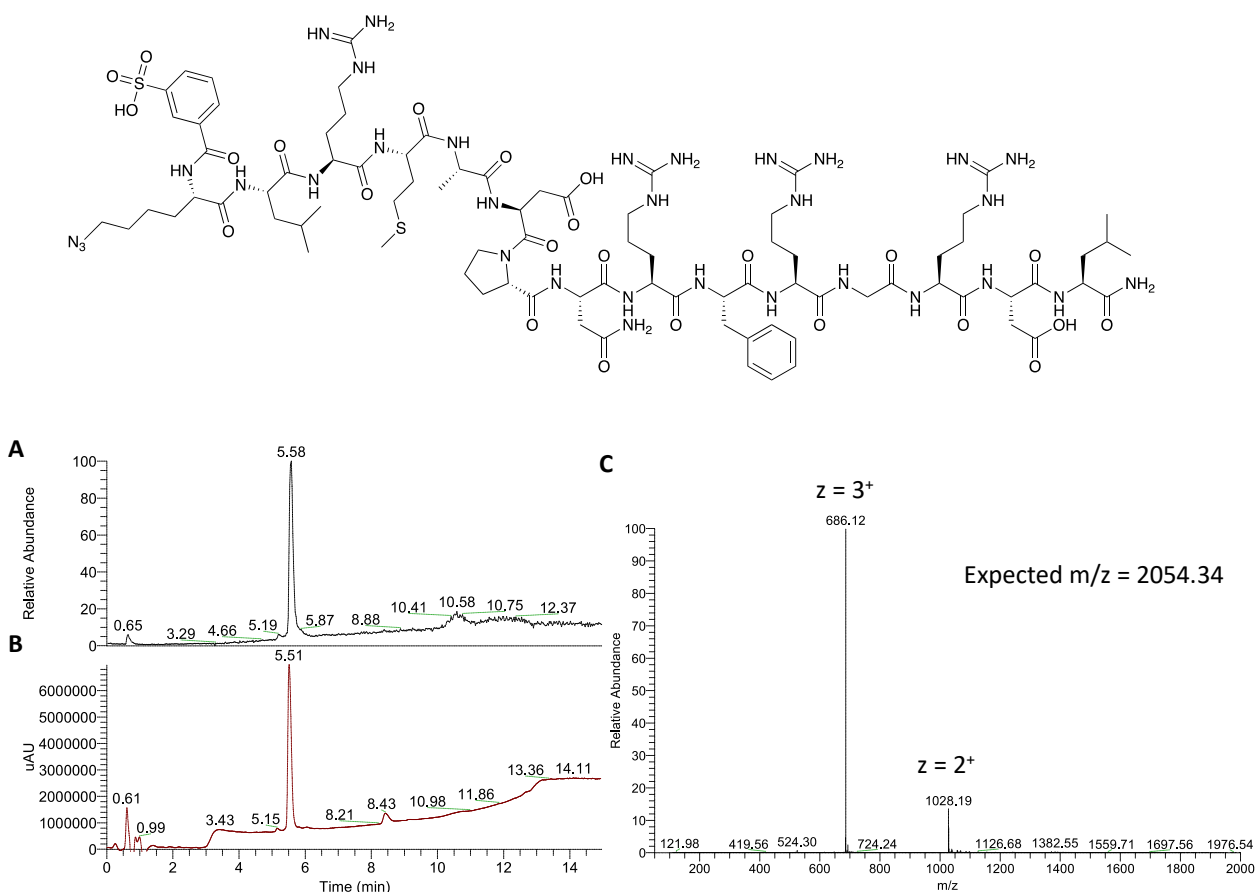 NH2
HN
NH
O
O
S
HO
O
N
H
O
H
N
O
N
H
O
H
N
O
H
N
O
N3
NH
O
O
OH
HN
S
O
N
O
H
N
O
NH2
O
N
H
HN
NH2
NH
O
H
N
O
N
H
HN
NH2
NH
O
H
N
O
N
H
HN
NH2
NH
O
H
N
O
OH
O
N
H
NH2
O
A
Relative Abundance
100
80
60
40
20
0
5.58
0.65
3.29
4.66
5.19
5.87
8.88
10.41
10.58
10.75
12.37
B
uAU
6000000
5000000
4000000
3000000
2000000
1000000
0
5.51
0.61
0.99
3.43
5.15
8.21
8.43
10.98
11.86
13.36
14.11
0 2 4 6 8 10 12 14
Time (min)
C
z = 3+
686.12
Expected m/z = 2054.34
z = 2+
1028.19
Relative Abundance
100
90
80
70
60
50
40
30
20
10
0
121.98
419.56
524.30
724.24
1126.68
1382.55
1559.71
1697.56
1976.54
200 400 600 800 1000 1200 1400 1600 1800 2000
m/z